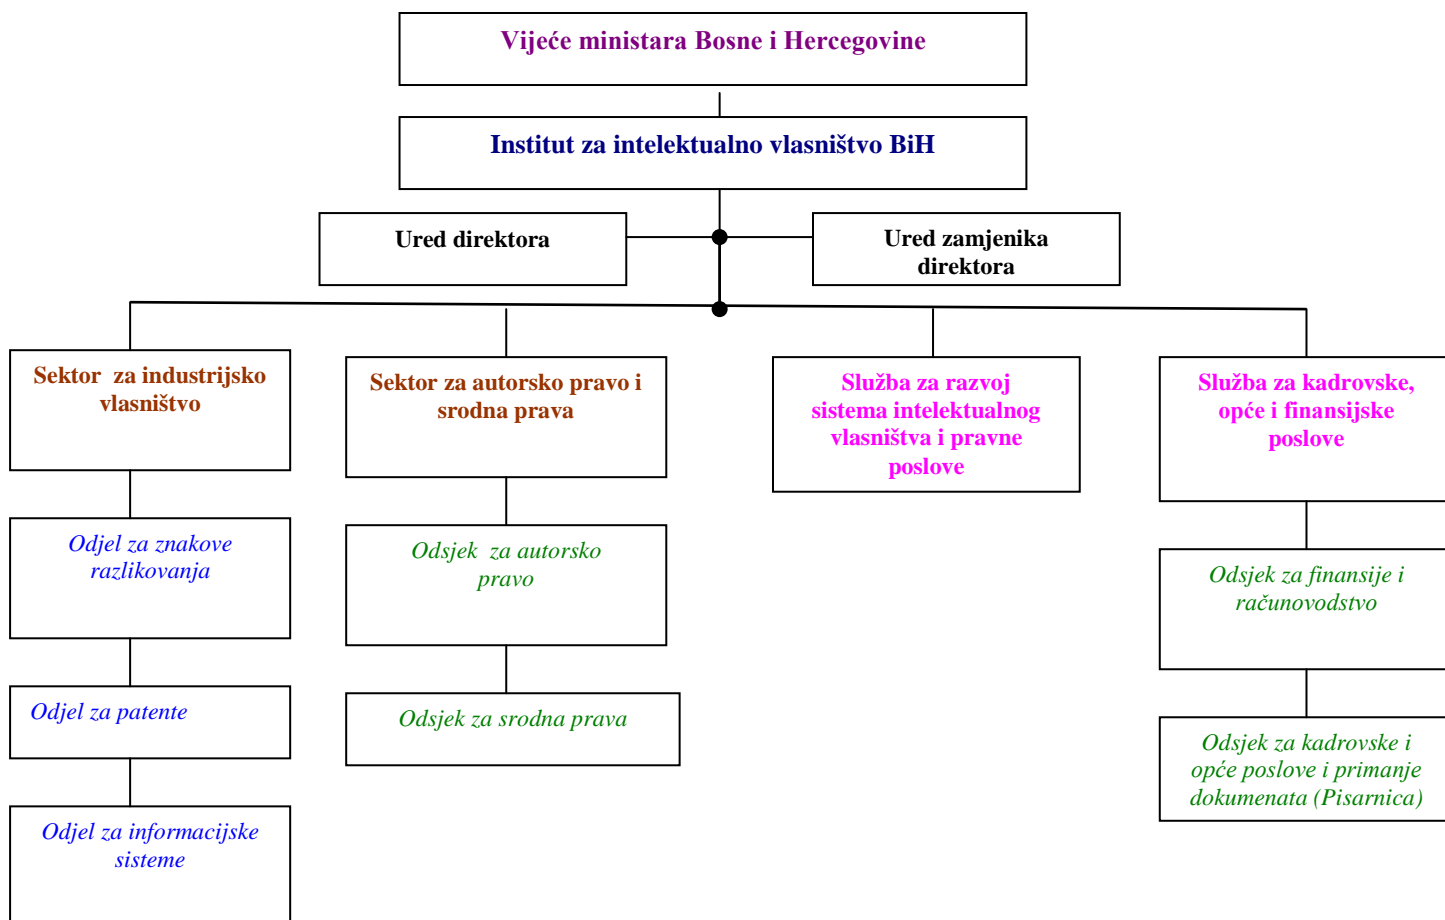 Vijeće ministara Bosne i Hercegovine
Institut za intelektualno vlasništvo BiH
Ured direktora
Ured zamjenika
direktora
Sektor za industrijsko
vlasništvo
Sektor za autorsko pravo i
srodna prava
Služba za razvoj
sistema intelektualnog
vlasništva i pravne
poslove
Služba za kadrovske,
opće i finansijske
poslove
Odjel za znakove
razlikovanja
Odsjek za autorsko
pravo
Odsjek za finansije i
računovodstvo
Odjel za patente
Odsjek za srodna prava
Odsjek za kadrovske i
opće poslove i primanje
dokumenata (Pisarnica)
Odjel za informacijske
sisteme